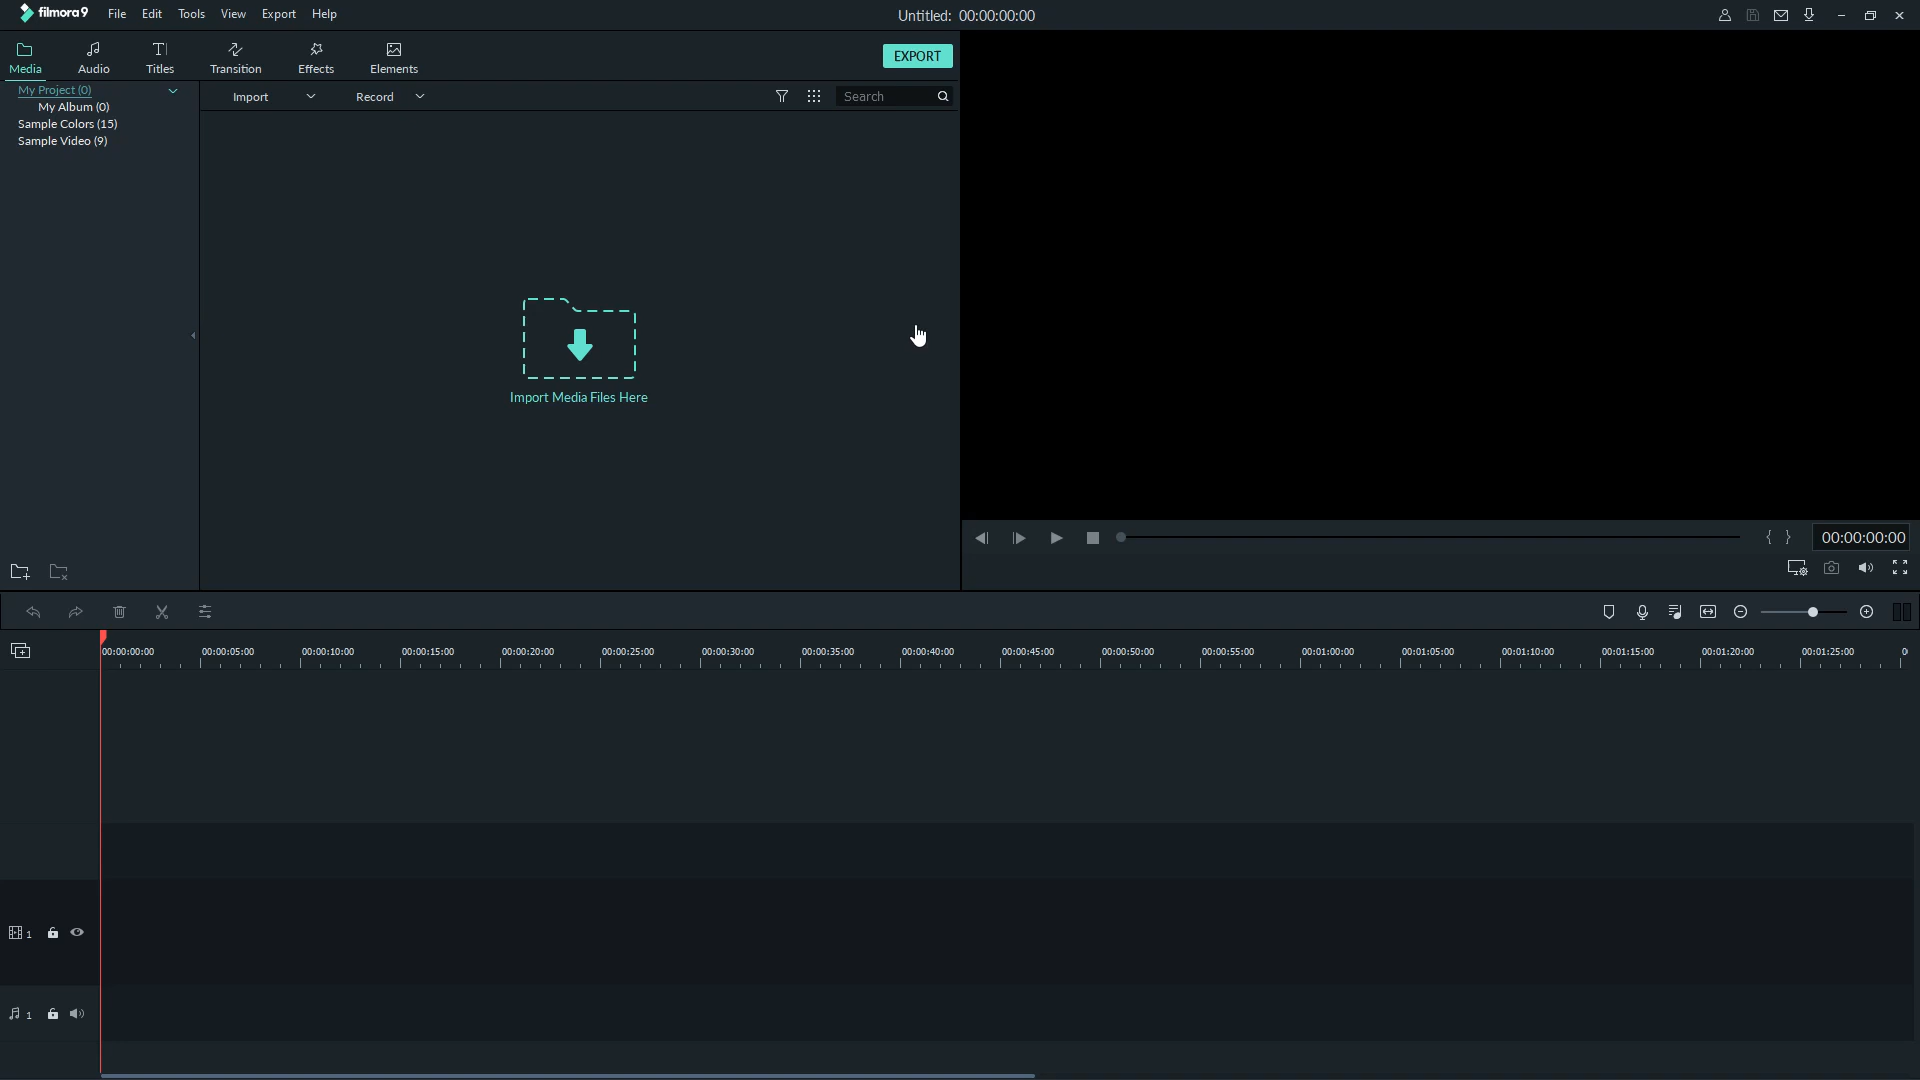 filmora9 File Edit Tools View Export Help Untitled: 00:00:00:00
Media Audio Titles Transition Effects Elements EXPORT
My Project (0) Import Record Search
My Album (0)
Sample Colors (15)
Sample Video (9)
Import Media Files Here
{ } 00:00:00:00
00:00:00:00 00:00:05:00 00:00:10:00 00:00:15:00 00:00:20:00 00:00:25:00 00:00:30:00 00:00:35:00 00:00:40:00 00:00:45:00 00:00:50:00 00:00:55:00 00:01:00:00 00:01:05:00 00:01:10:00 00:01:15:00 00:01:20:00 00:01:25:00
1
1